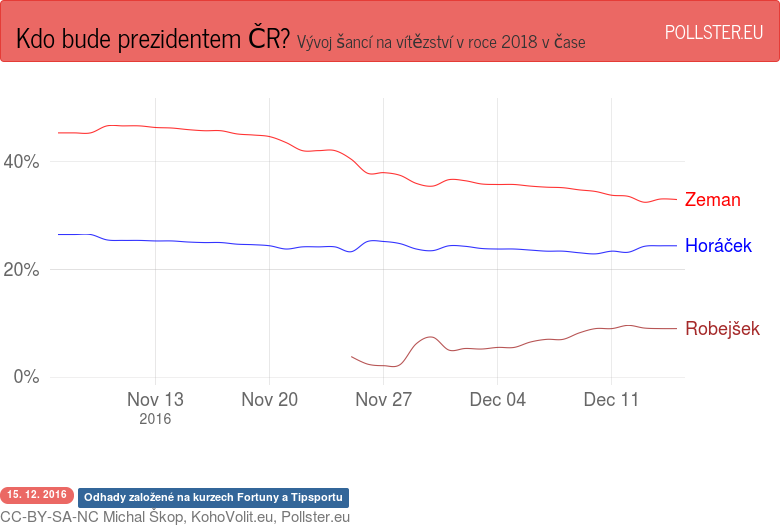 Kdo bude prezidentem ČR? Vývoj šancí na vítězství v roce 2018 v čase
POLLSTER.EU
40%
20%
0%
Zeman
Horáček
Robejšek
Nov 13
2016
Nov 20
Nov 27
Dec 04
Dec 11
15. 12. 2016
Odhady založené na kurzech Fortuny a Tipsportu
CC-BY-SA-NC Michal Škop, KohoVolit.eu, Pollster.eu